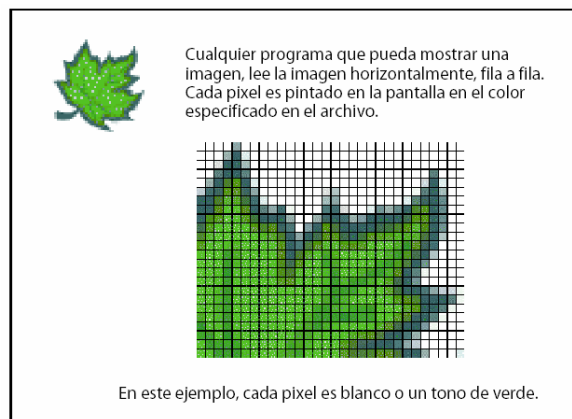 Cualquier programa que pueda mostrar una
imagen, lee la imagen horizontalmente, fila a fila.
Cada pixel es pintado en la pantalla en el color
especificado en el archivo.
En este ejemplo, cada pixel es blanco o un tono de verde.